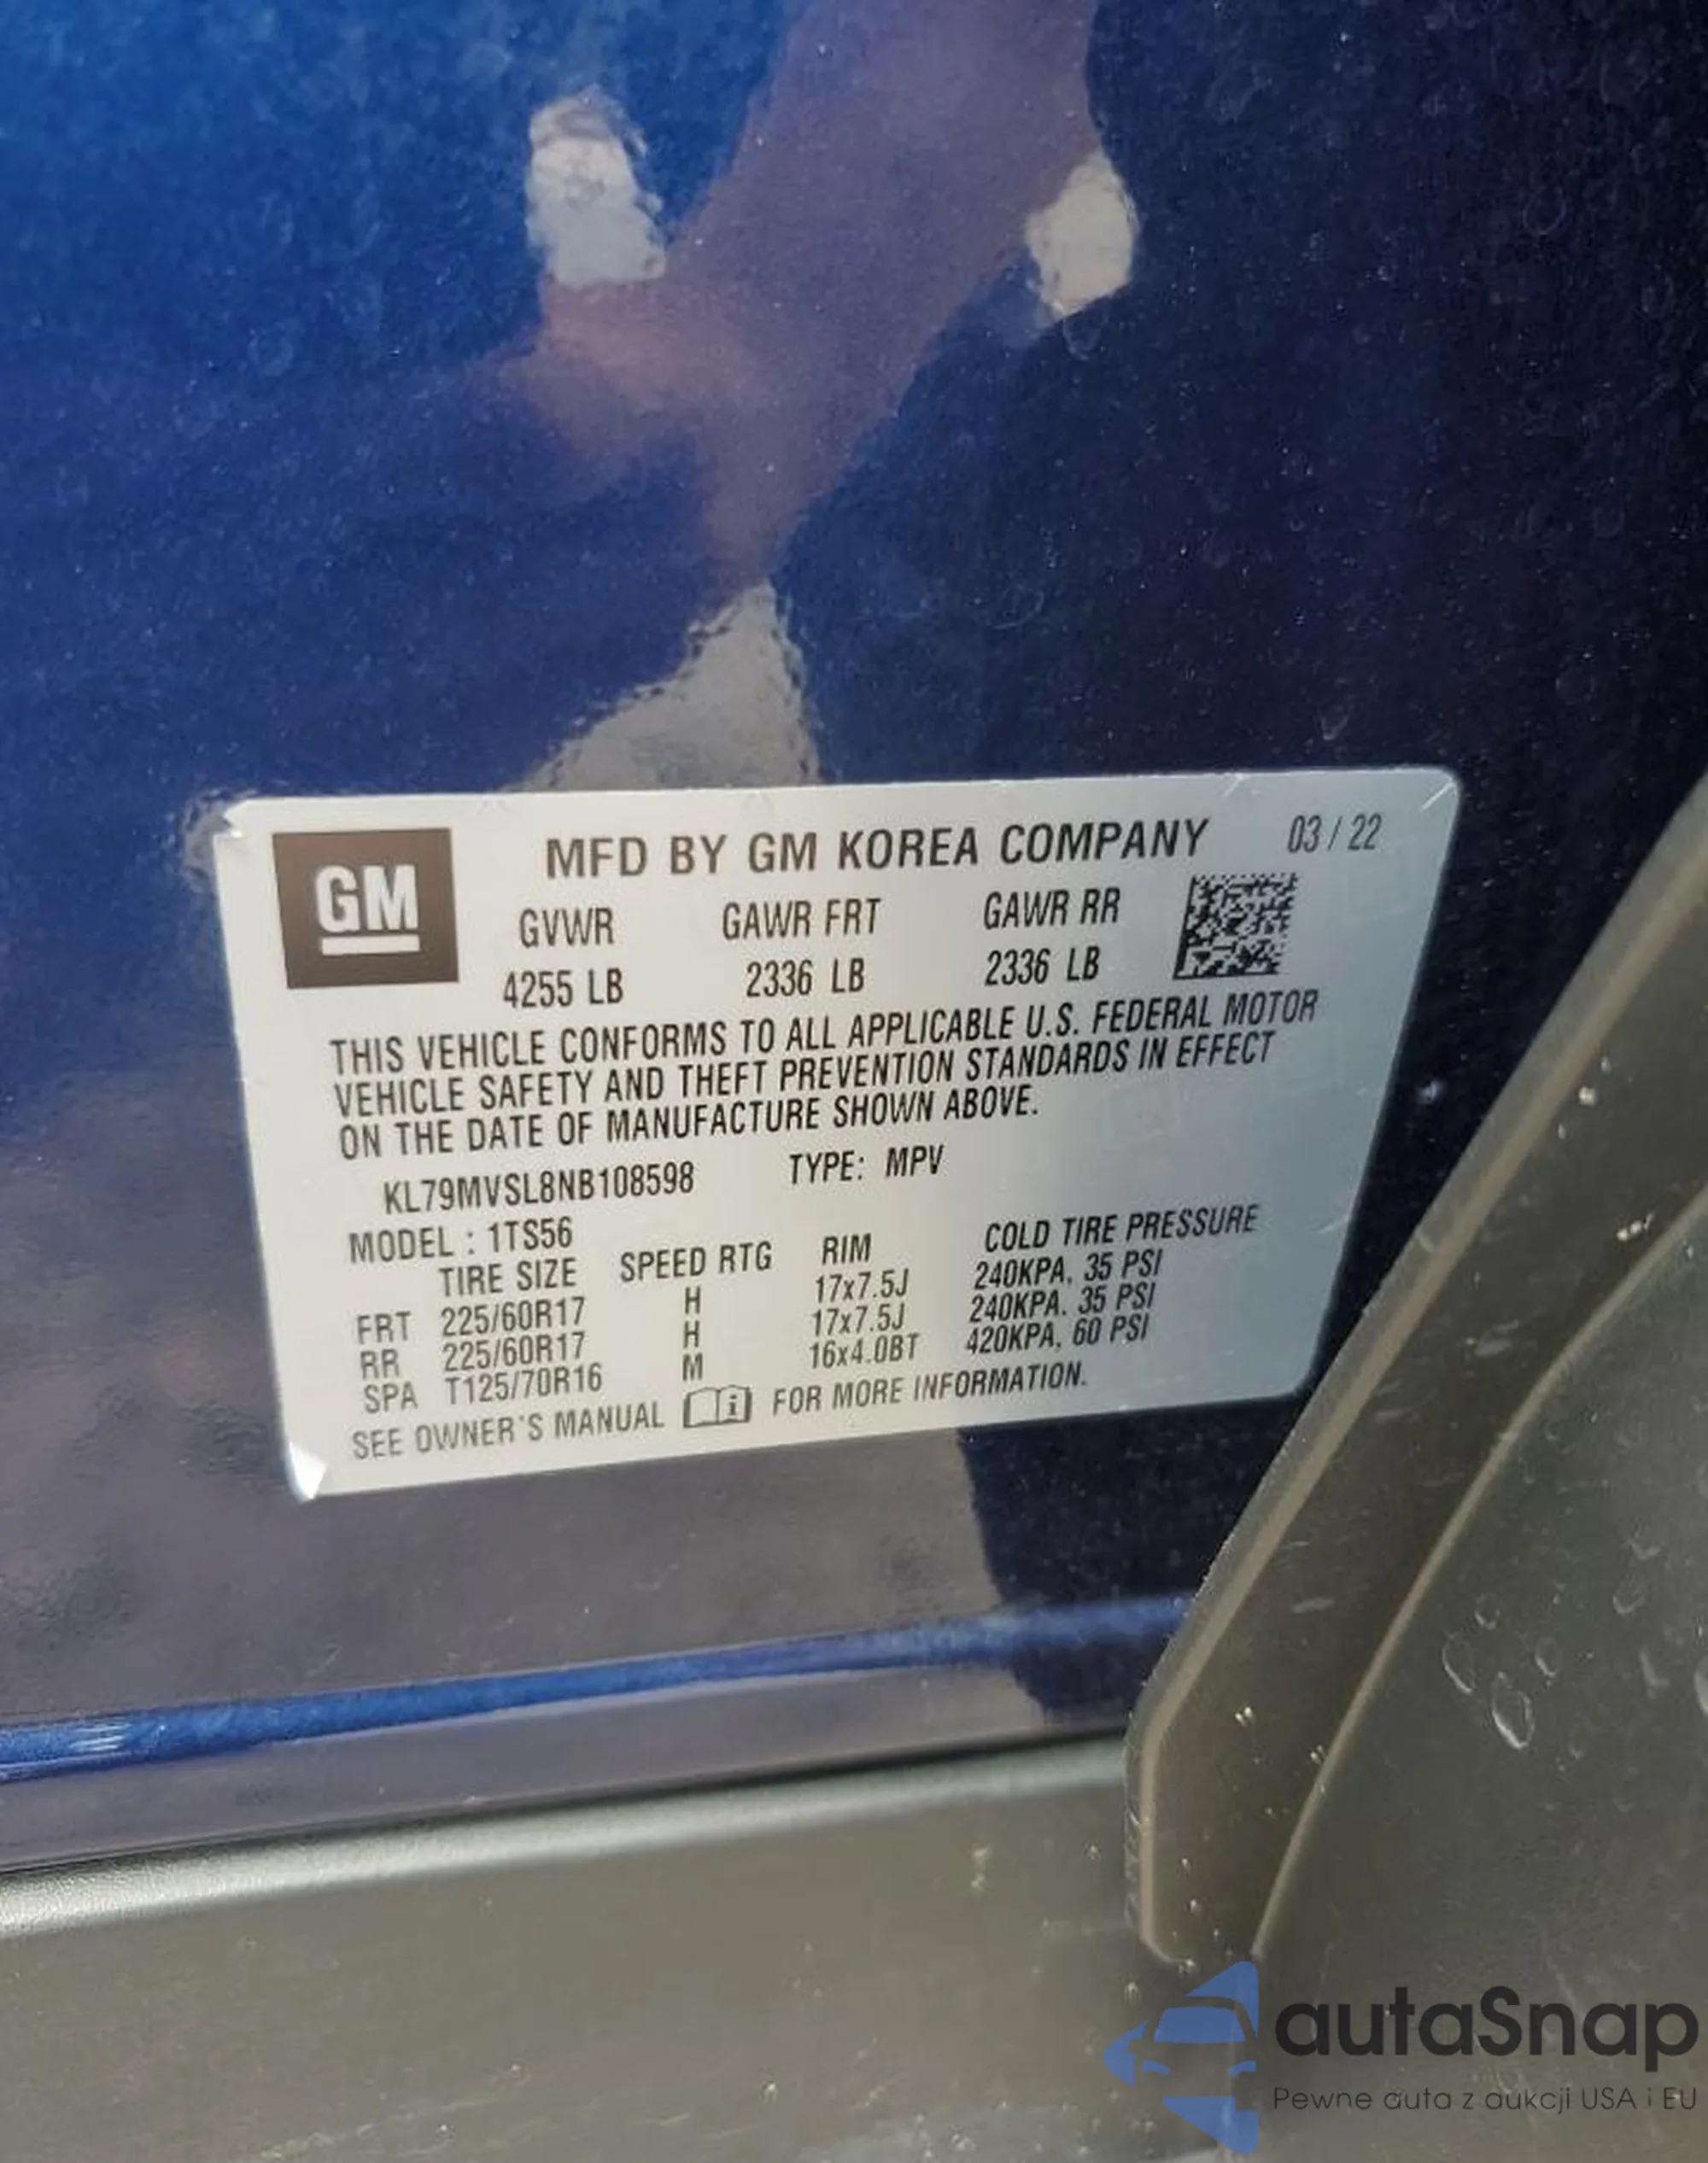 GM
MFD BY GM KOREA COMPANY 03 / 22
GVWR GAWR FRT GAWR RR
4255 LB 2336 LB 2336 LB
THIS VEHICLE CONFORMS TO ALL APPLICABLE U.S. FEDERAL MOTOR
VEHICLE SAFETY AND THEFT PREVENTION STANDARDS IN EFFECT
ON THE DATE OF MANUFACTURE SHOWN ABOVE.
KL79MVSL8NB108598 TYPE: MPV
MODEL : 1TS56
TIRE SIZE SPEED RTG RIM COLD TIRE PRESSURE
FRT 225/60R17 H 17x7.5J 240KPA, 35 PSI
RR 225/60R17 H 17x7.5J 240KPA. 35 PSI
SPA T125/70R16 M 16x4.0BT 420KPA, 60 PSI
SEE OWNER'S MANUAL FOR MORE INFORMATION.
autaSnap
Pewne auta z aukcji USA i EU